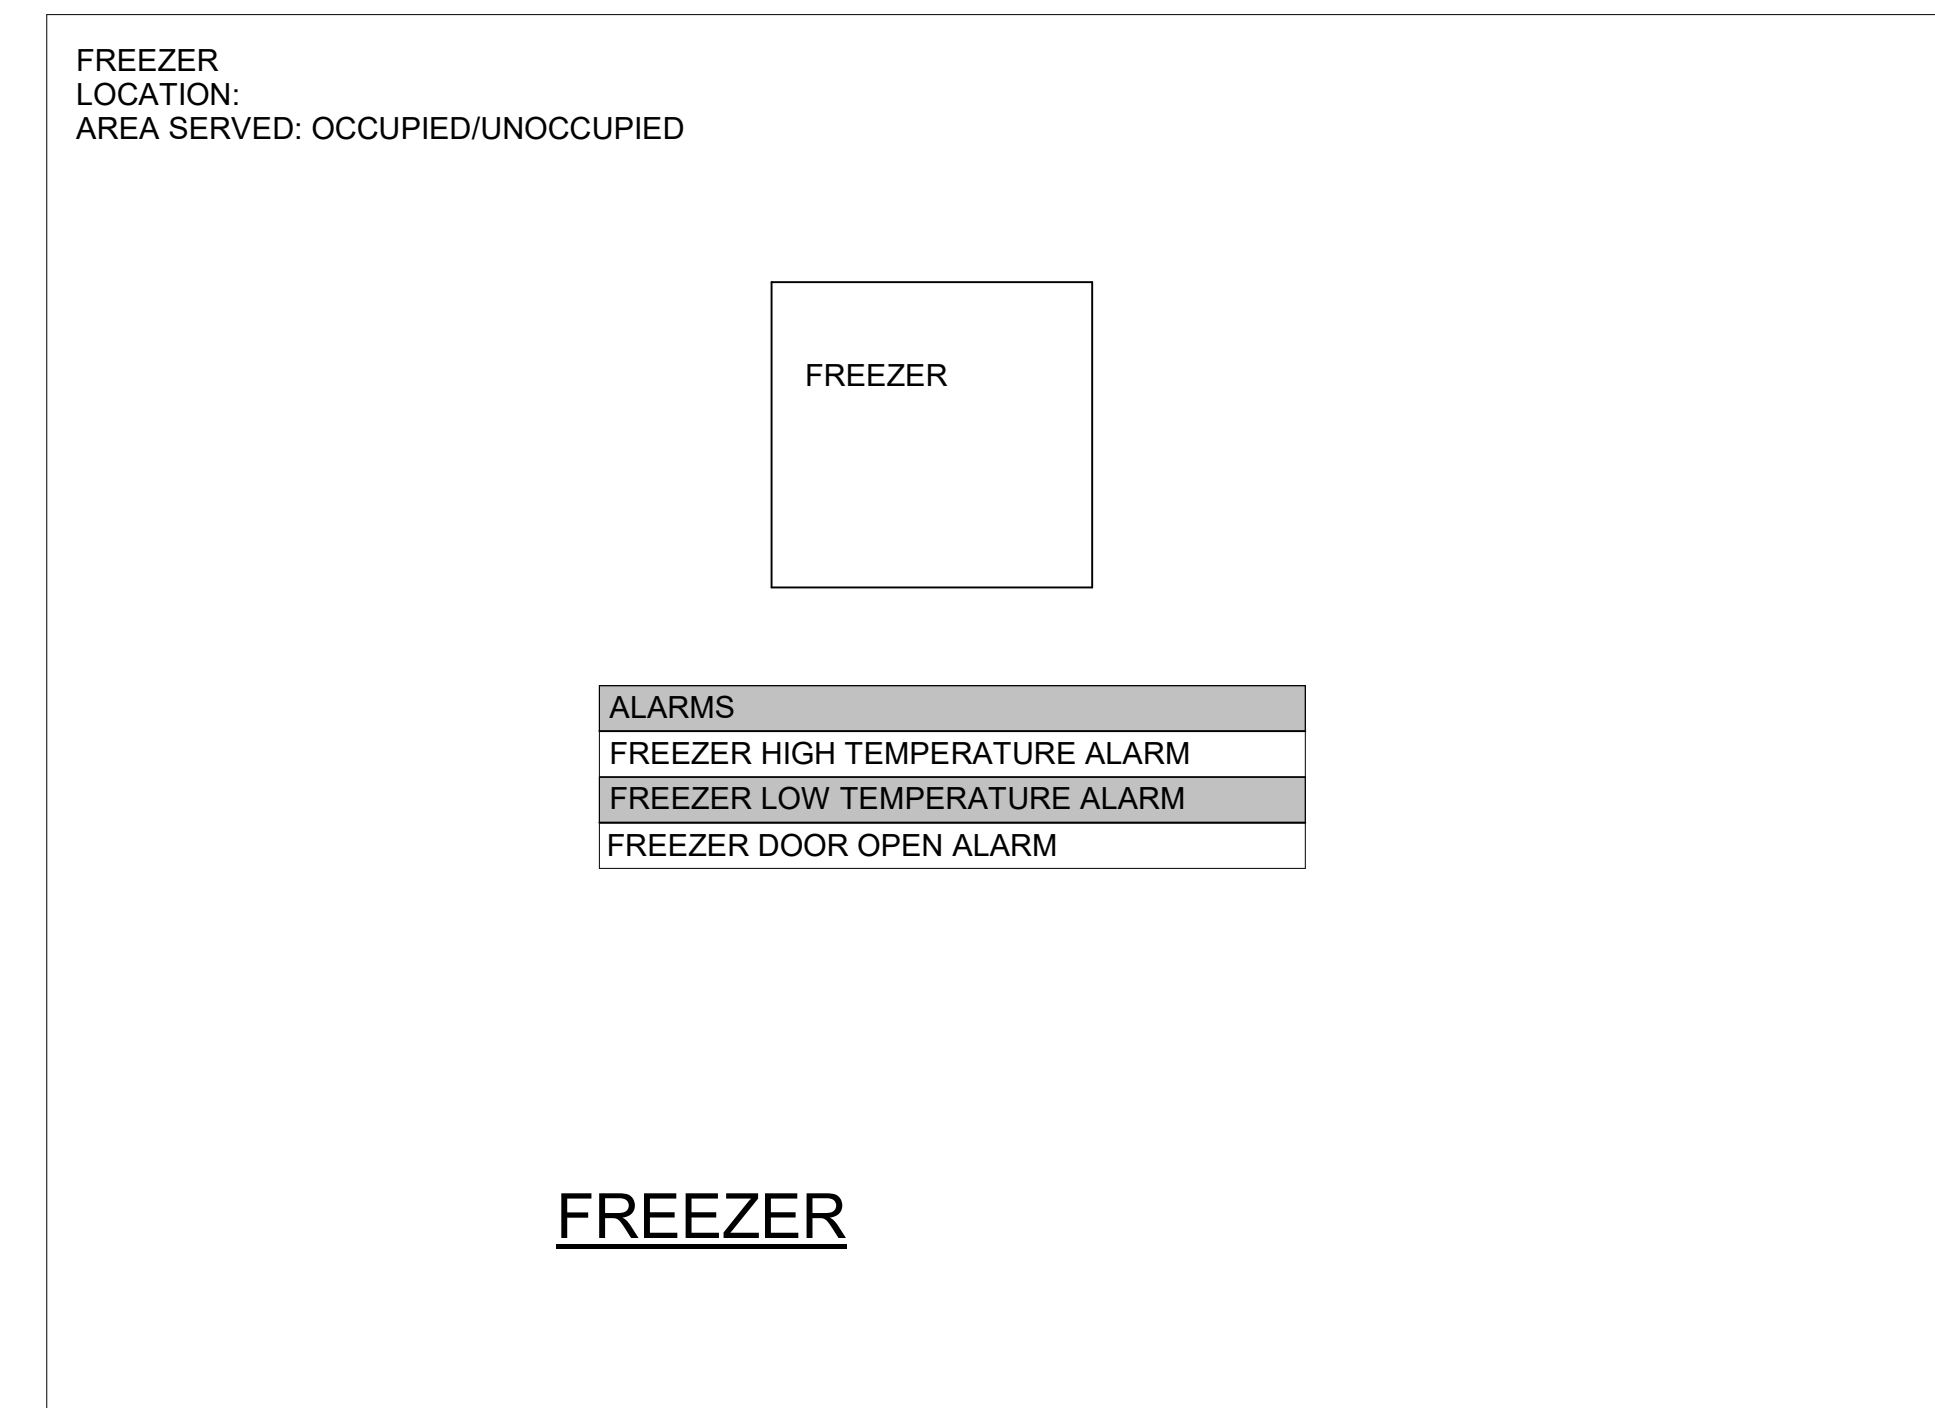 FREEZER
LOCATION:
AREA SERVED: OCCUPIED/UNOCCUPIED
FREEZER
ALARMS
FREEZER HIGH TEMPERATURE ALARM
FREEZER LOW TEMPERATURE ALARM
FREEZER DOOR OPEN ALARM
FREEZER